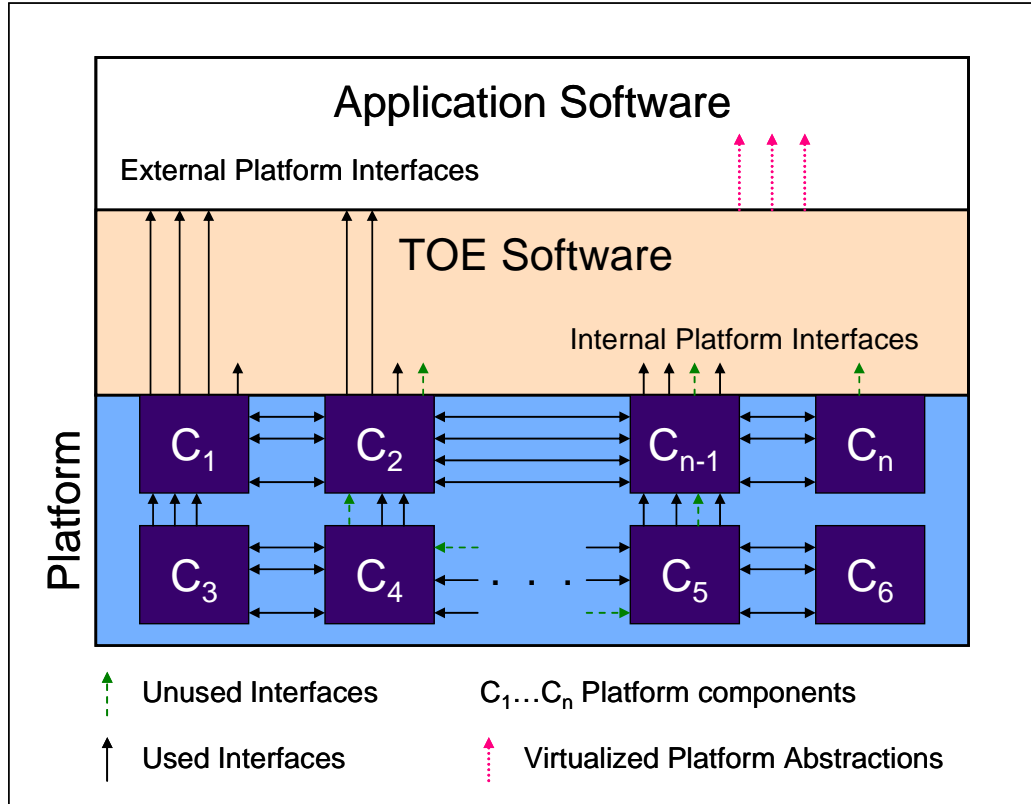 Application Software
External Platform Interfaces
TOE Software
Internal Platform Interfaces
Platform
C1
C2
Cn-1
Cn
C3
C4
. . .
C5
C6
Unused Interfaces
C1…Cn Platform components
Used Interfaces
Virtualized Platform Abstractions